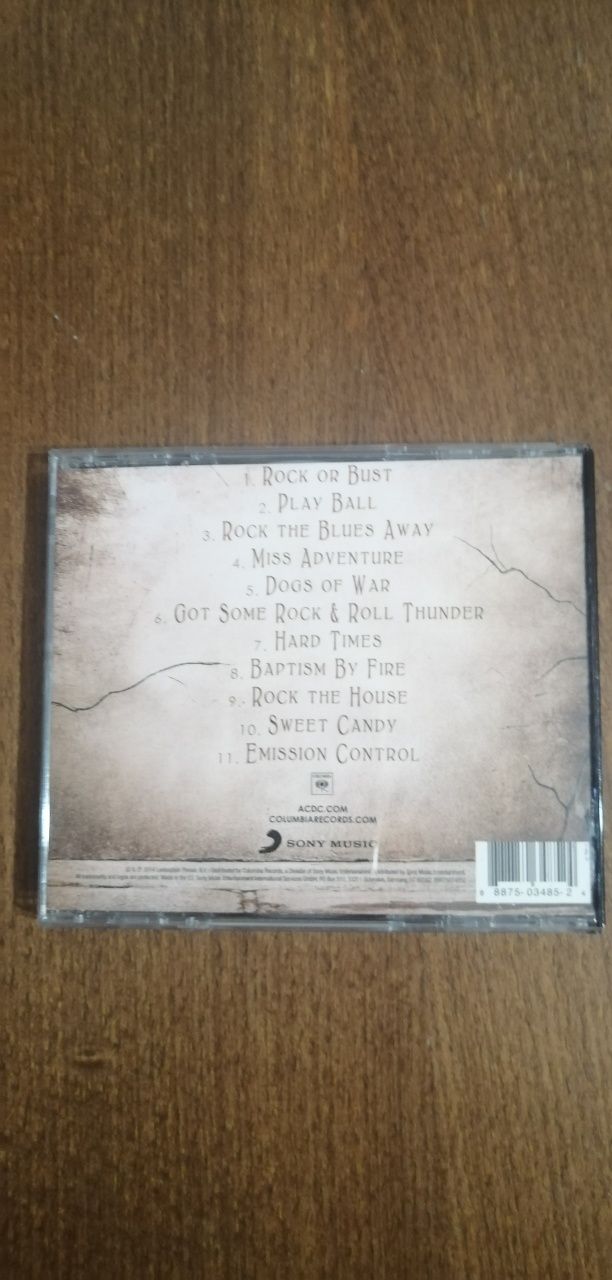 1. ROCK OR BUST
2. PLAY BALL
3. ROCK THE BLUES AWAY
4. MISS ADVENTURE
5. DOGS OF WAR
6. GOT SOME ROCK & ROLL THUNDER
7. HARD TIMES
8. BAPTISM BY FIRE
9. ROCK THE HOUSE
10. SWEET CANDY
11. EMISSION CONTROL
COLUMBIA
ACDC.COM
COLUMBIARECORDS.COM
SONY MUSIC
8 8875-03485-2 4